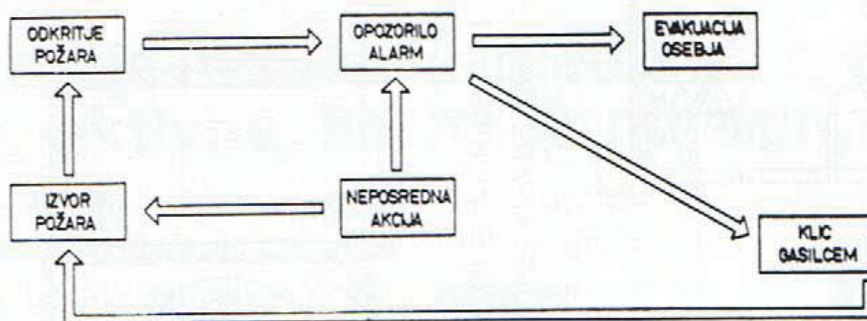 ODKRITJE
POŽARA
OPOZORILO
ALARM
EVAKUACIJA
OSEBJA
IZVOR
POŽARA
NEPOSREDNA
AKCIJA
KLIC
GASILCEM